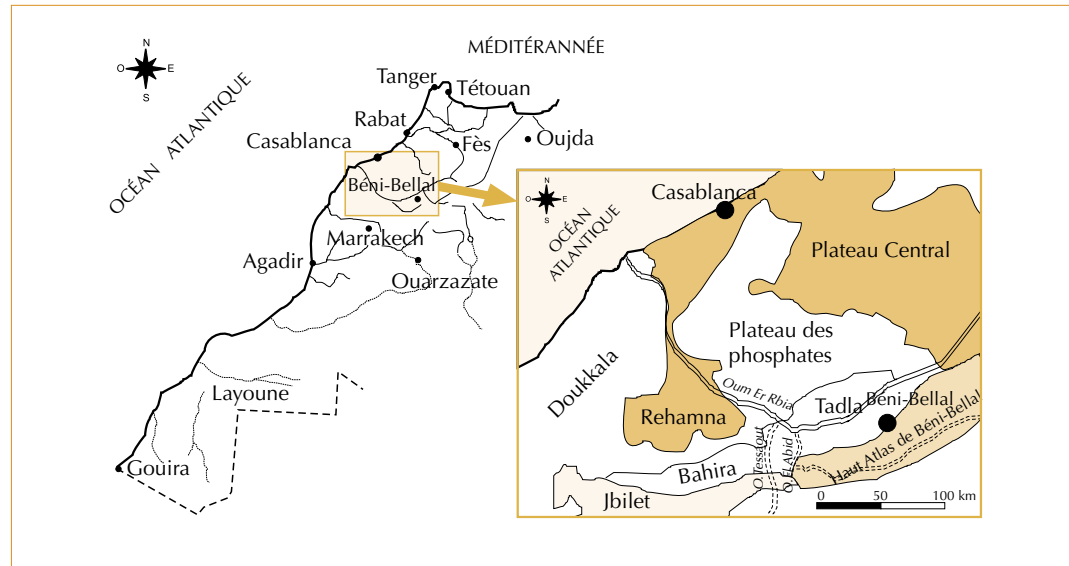 N
O
E
S
MÉDITÉRANNÉE
OCÉAN ATLANTIQUE
Tanger
Tétouan
Rabat
Casablanca
Fès
Oujda
Béni-Bellal
Marrakech
Agadir
Ouarzazate
Layoune
Gouira
N
O
E
S
Casablanca
OCÉAN
ATLANTIQUE
Plateau Central
Plateau des
phosphates
Doukkala
Oum Er Rbia
Rehamna
Tadla
Béni-Bellal
Haut Atlas de Béni-Bellal
O Tessaout
O El Abid
Bahira
Jbilet
0
50
100 km